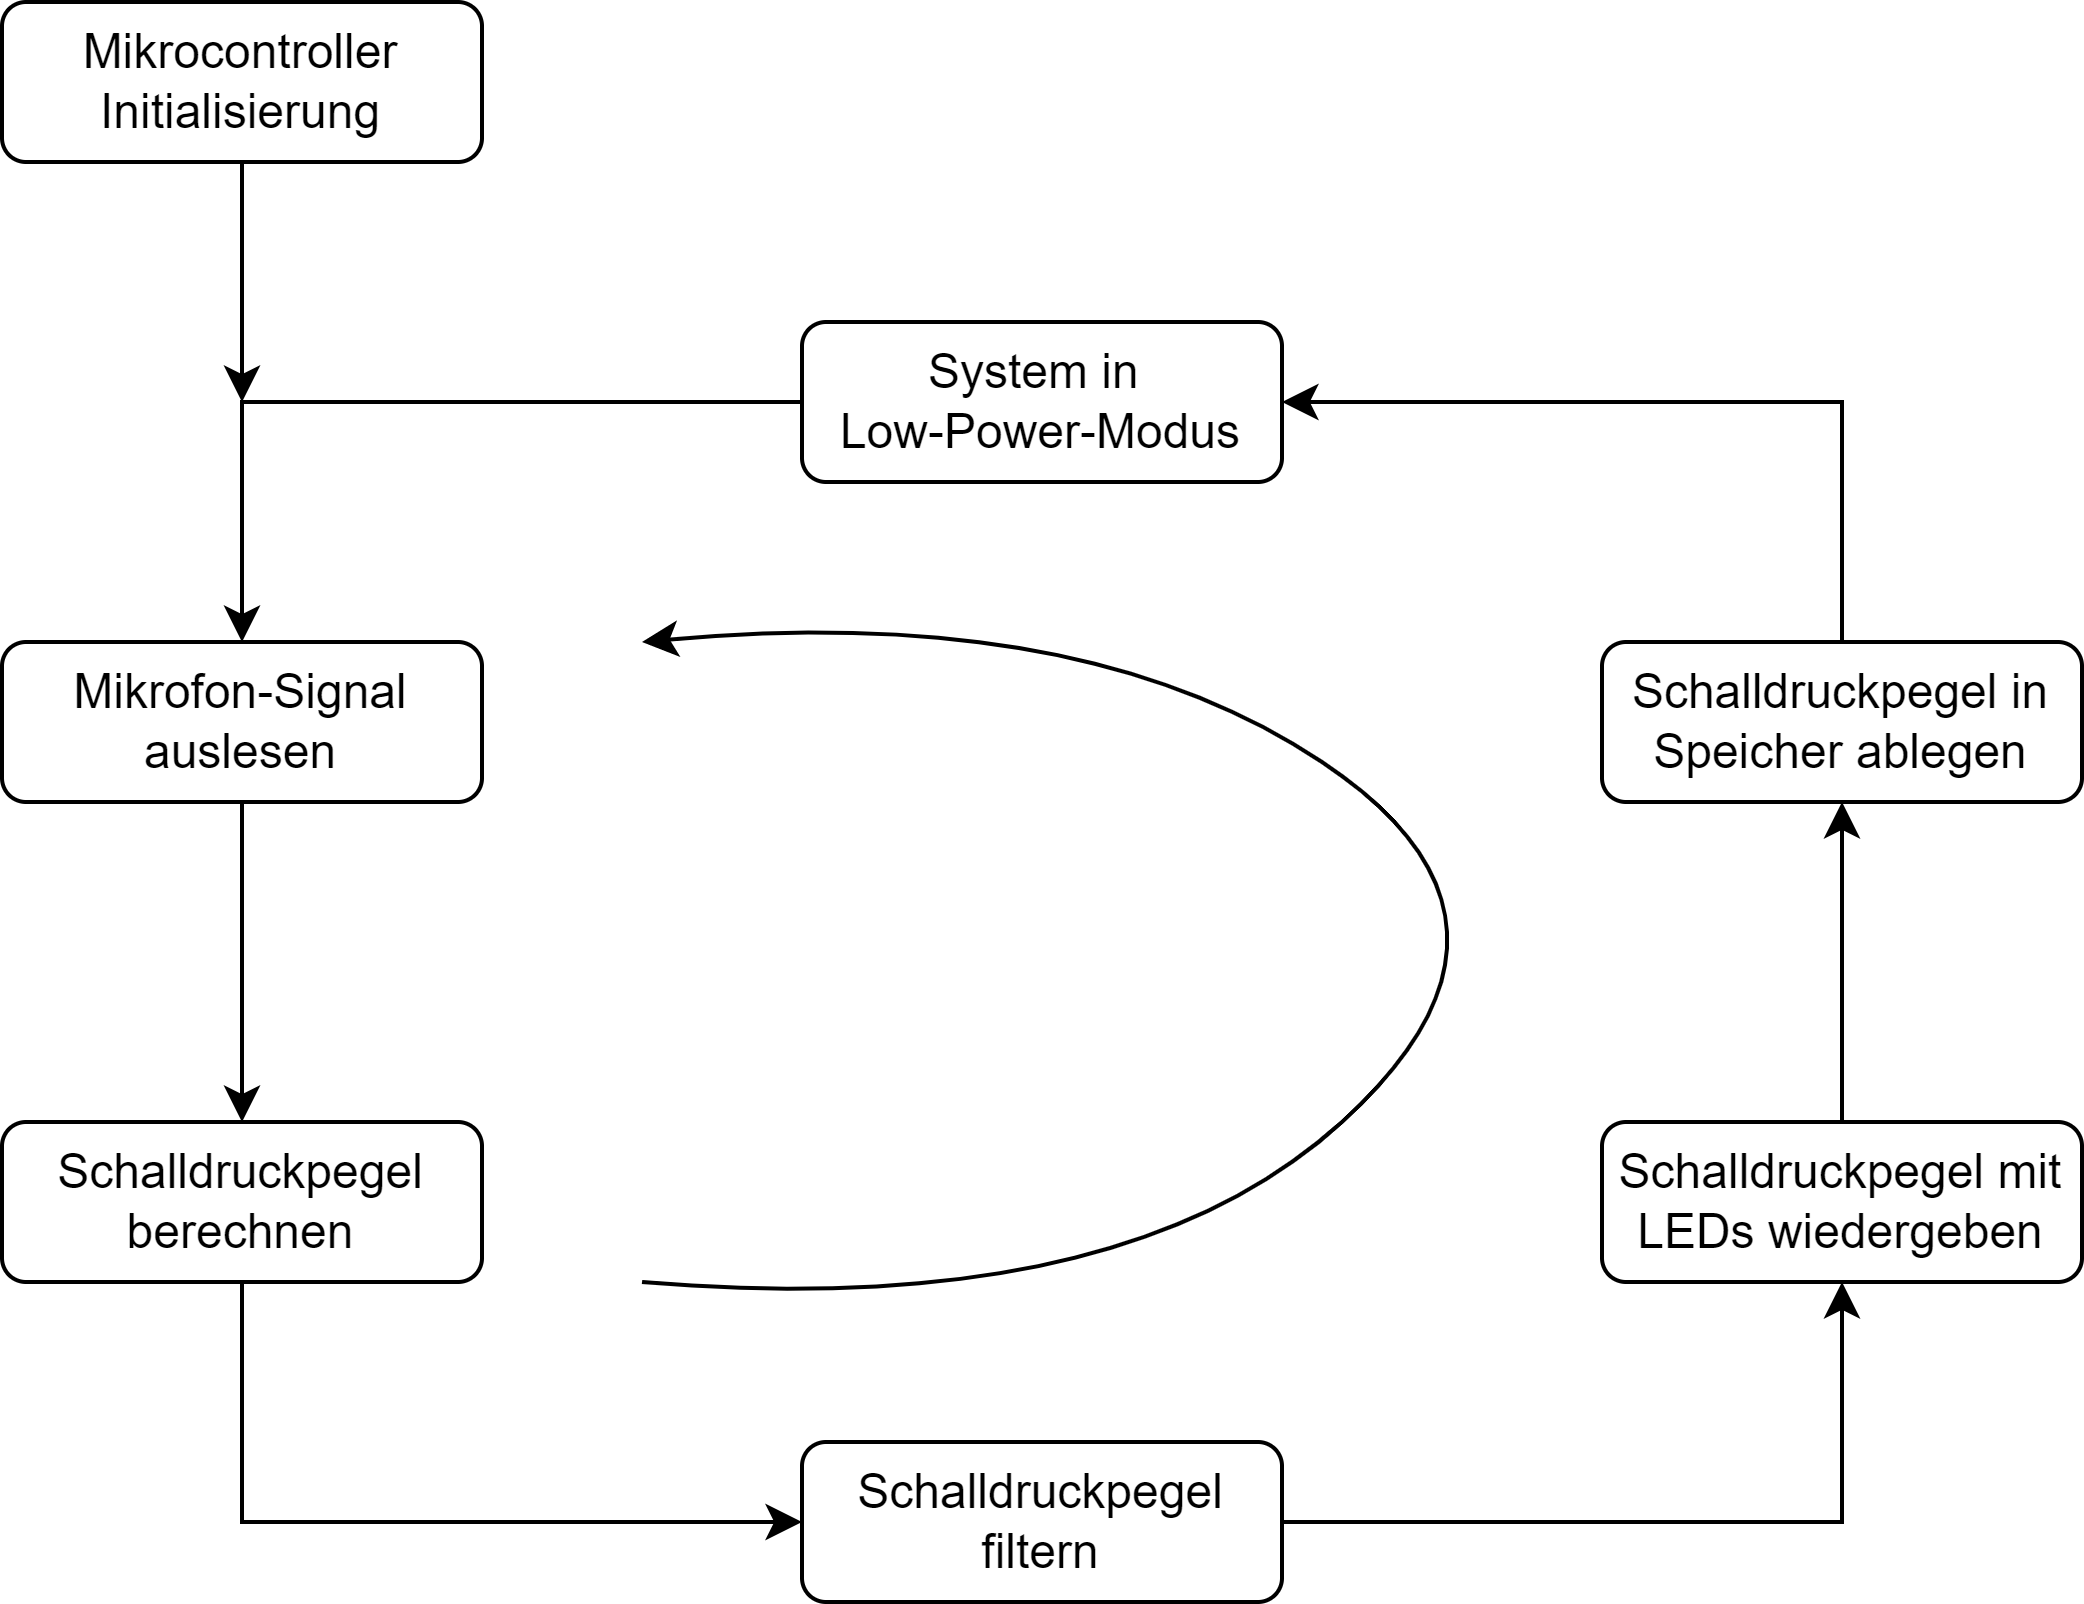 Mikrocontroller
Initialisierung
System in
Low-Power-Modus
Mikrofon-Signal
auslesen
Schalldruckpegel in
Speicher ablegen
Schalldruckpegel
berechnen
Schalldruckpegel mit
LEDs wiedergeben
Schalldruckpegel
filtern